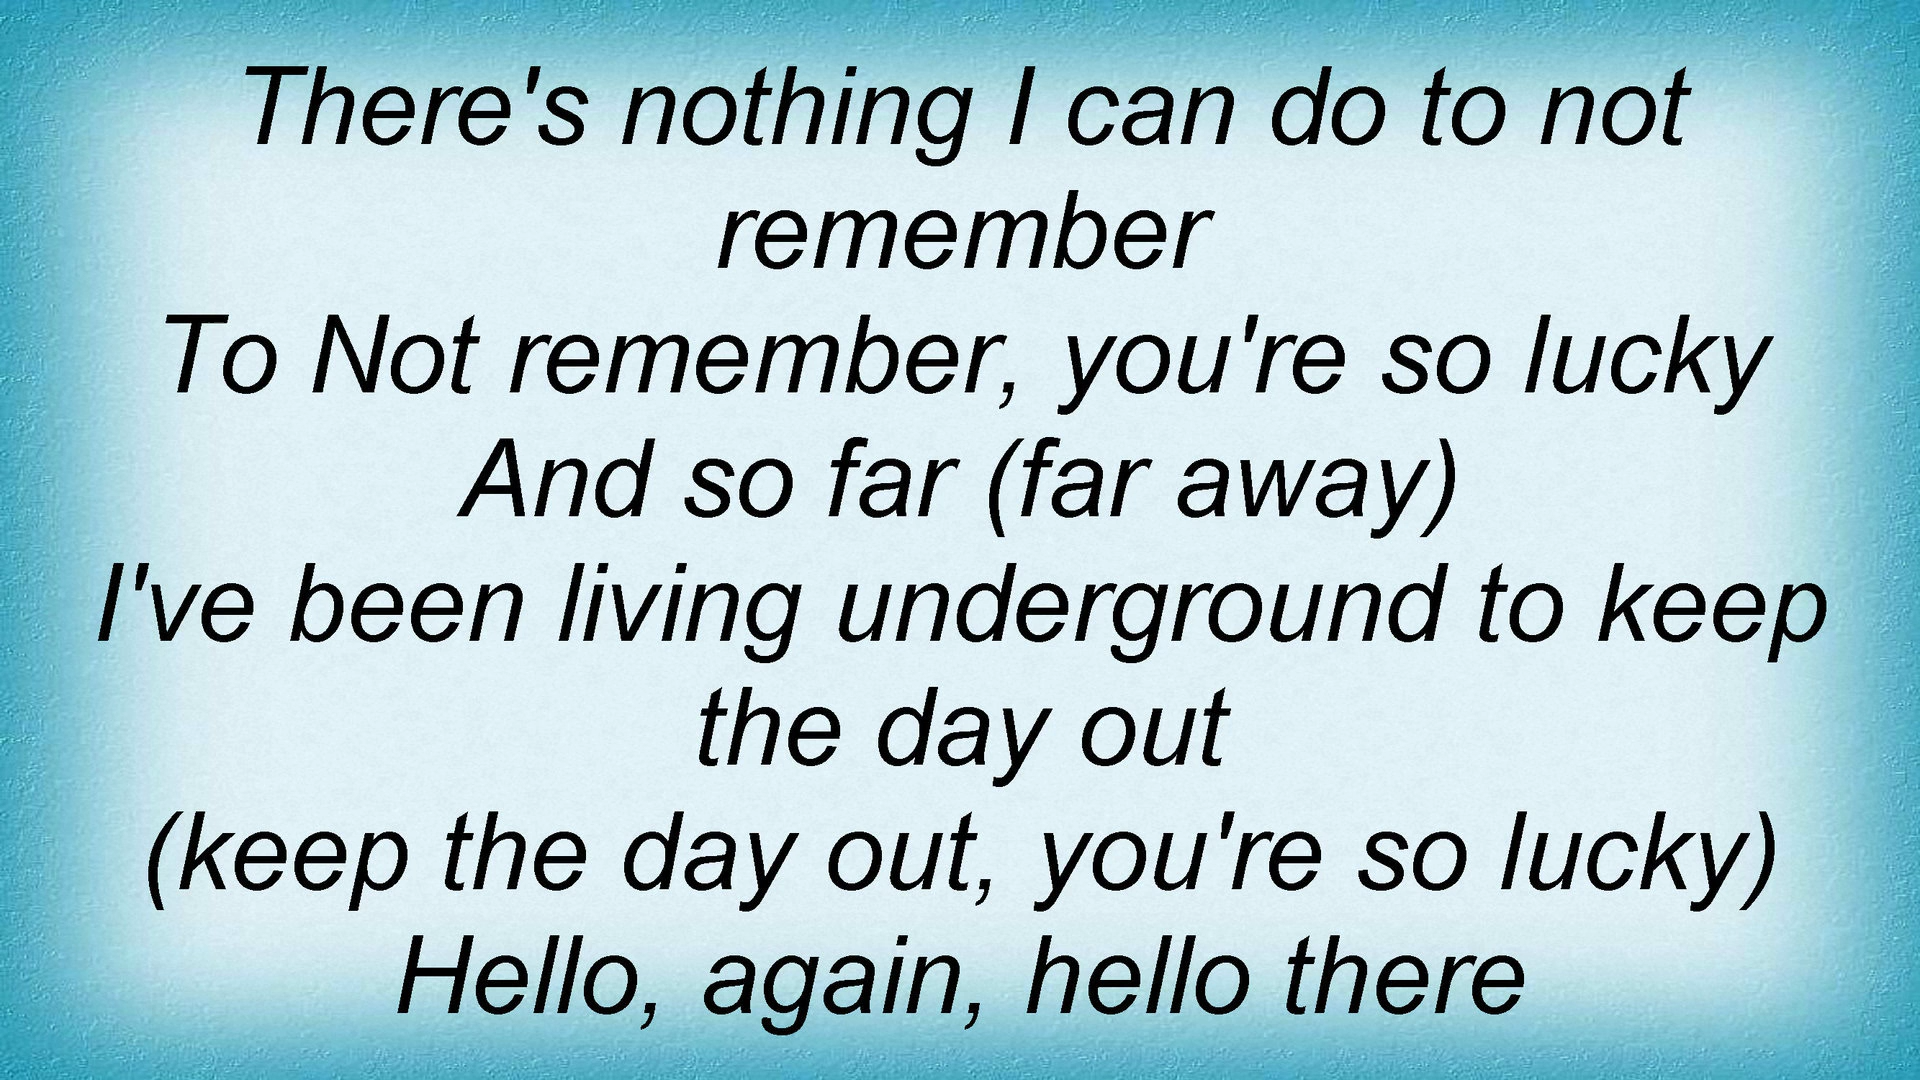 There's nothing I can do to not
remember
To Not remember, you're so lucky
And so far (far away)
I've been living underground to keep
the day out
(keep the day out, you're so lucky)
Hello, again, hello there